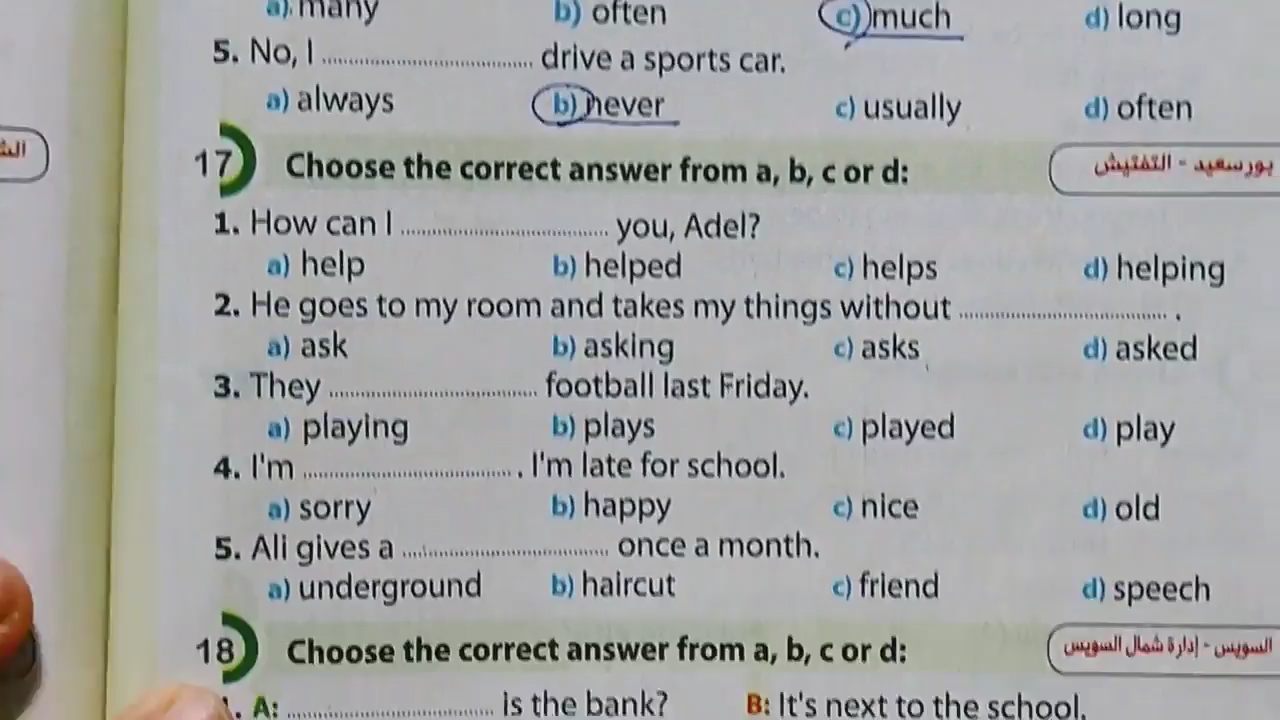 a) many b) often c) much d) long
5. No, I ........................ drive a sports car.
a) always b) never c) usually d) often
17 Choose the correct answer from a, b, c or d: بورسعيد - التفتيش
1. How can I ........................ you, Adel?
a) help b) helped c) helps d) helping
2. He goes to my room and takes my things without ........................ .
a) ask b) asking c) asks d) asked
3. They ........................ football last Friday.
a) playing b) plays c) played d) play
4. I'm ........................ . I'm late for school.
a) sorry b) happy c) nice d) old
5. Ali gives a ........................ once a month.
a) underground b) haircut c) friend d) speech
18 Choose the correct answer from a, b, c or d: السويس - إدارة شمال السويس
1. A: ........................ is the bank? B: It's next to the school.